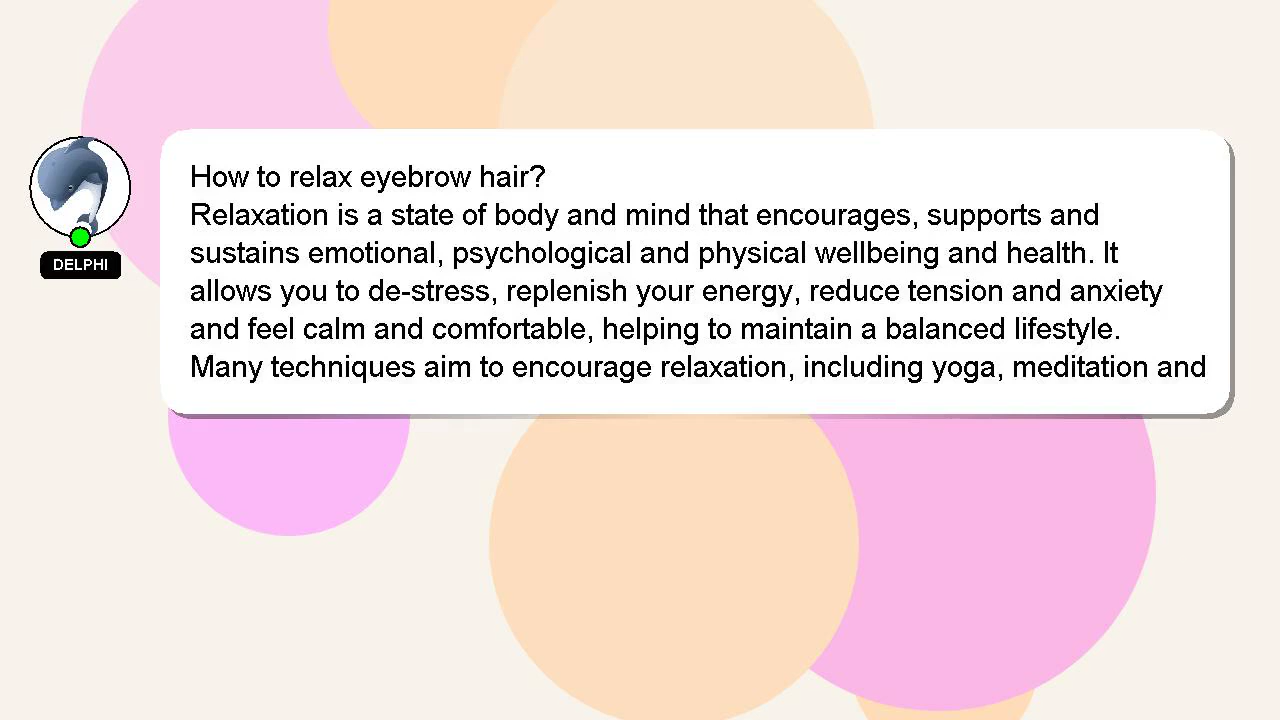 How to relax eyebrow hair?
Relaxation is a state of body and mind that encourages, supports and
sustains emotional, psychological and physical wellbeing and health. It
allows you to de-stress, replenish your energy, reduce tension and anxiety
and feel calm and comfortable, helping to maintain a balanced lifestyle.
Many techniques aim to encourage relaxation, including yoga, meditation and
DELPHI